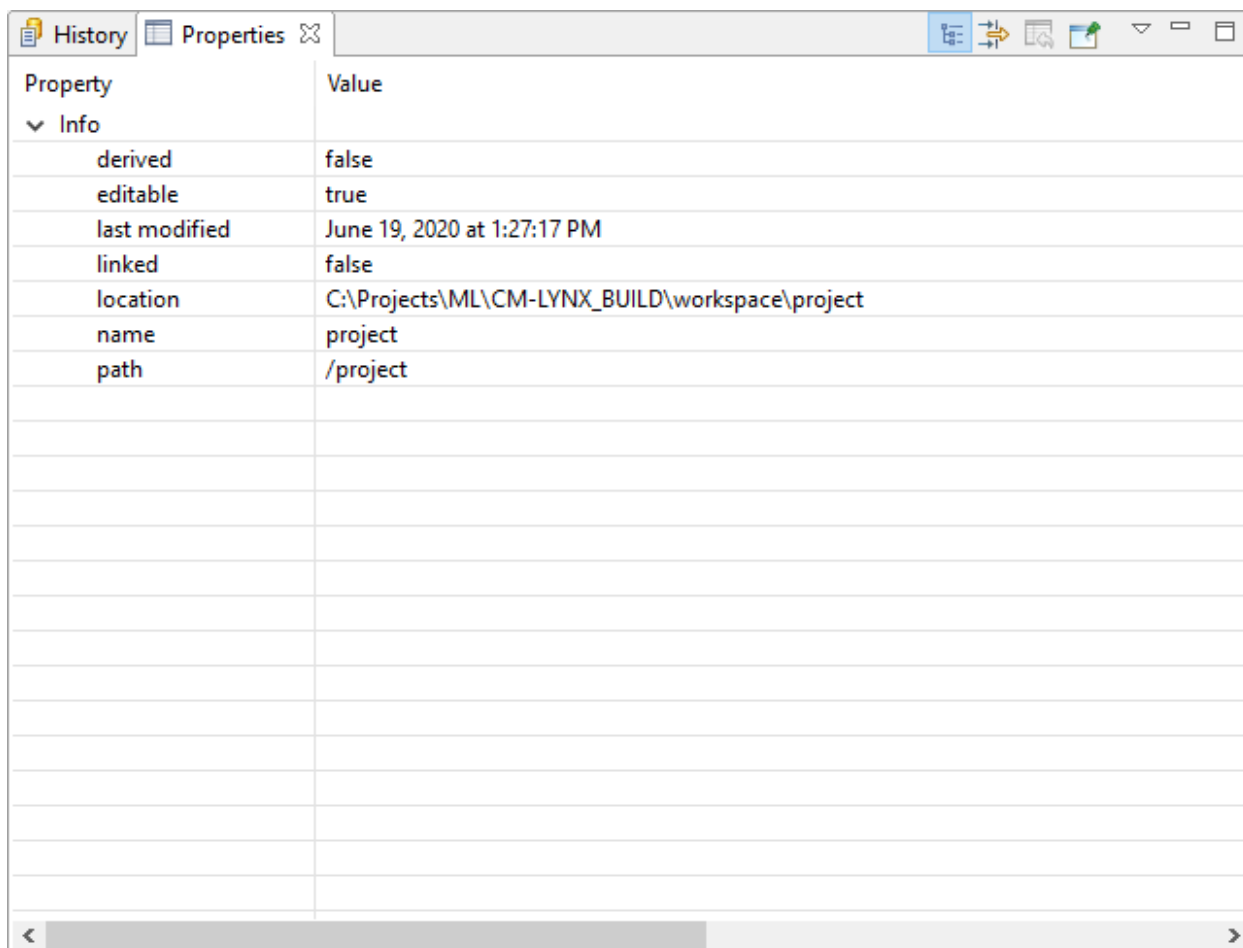 History Properties
Property Value
Info
derived false
editable true
last modified June 19, 2020 at 1:27:17 PM
linked false
location C:\Projects\ML\CM-LYNX_BUILD\workspace\project
name project
path /project